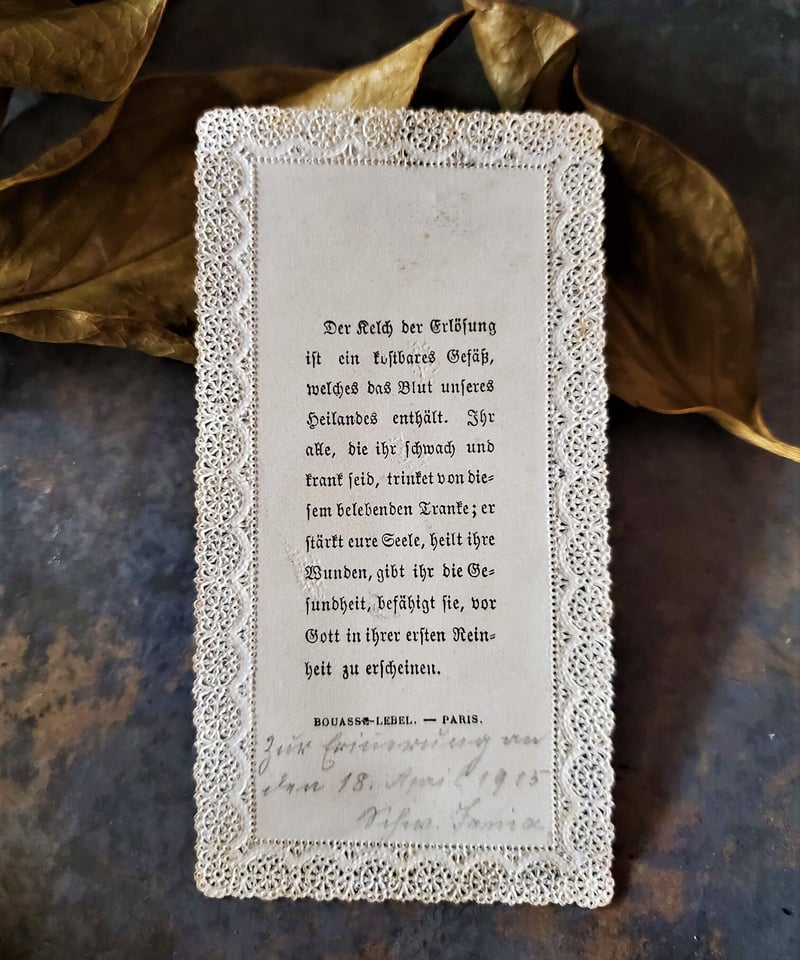 Der Kelch der Erlösung
ist ein kostbares Gefäß,
welches das Blut unseres
Heilandes enthält. Ihr
alle, die ihr schwach und
krank seid, trinket von die=
sem belebenden Tranke; er
stärkt eure Seele, heilt ihre
Wunden, gibt ihr die Ge=
sundheit, befähigt sie, vor
Gott in ihrer ersten Rein=
heit zu erscheinen.
BOUASSE-LEBEL. — PARIS.
Zur Erinnerung an
den 18. April 1915
Schw.